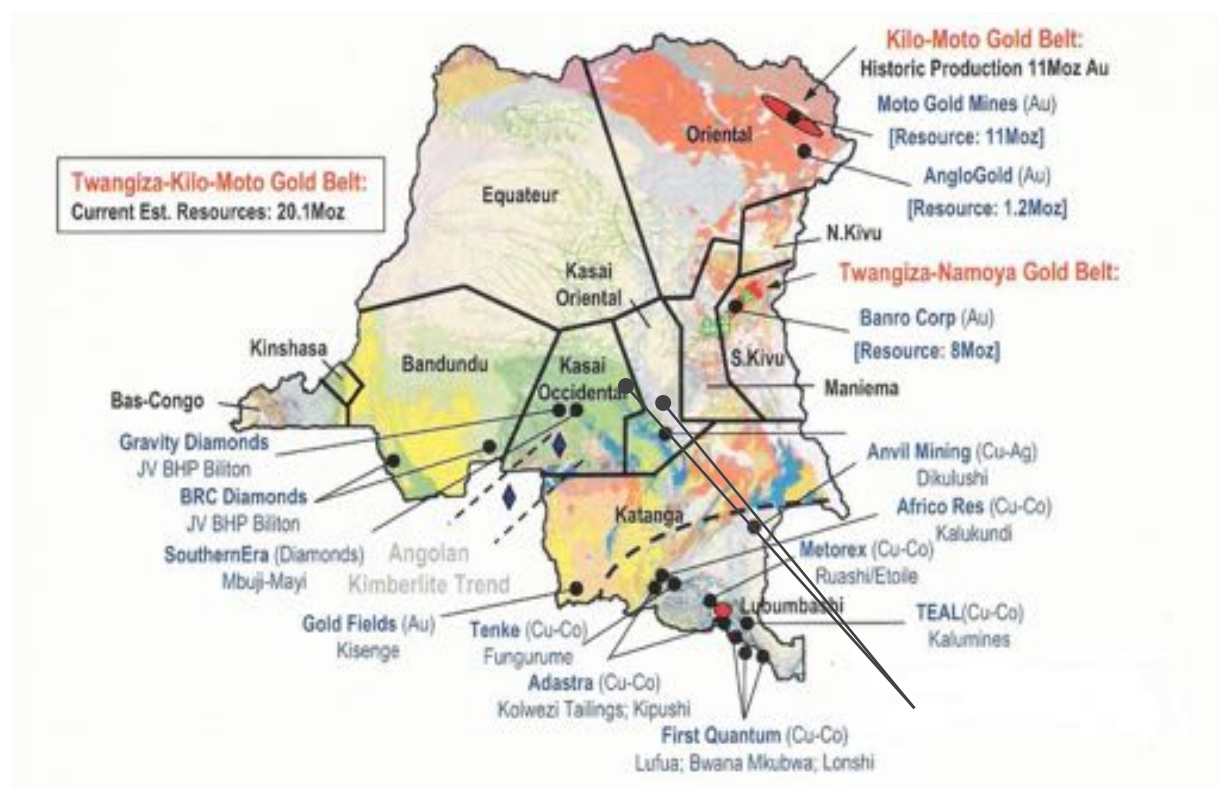 Kilo-Moto Gold Belt:
Historic Production 11Moz Au
Moto Gold Mines (Au)
[Resource: 11Moz]
Oriental
AngloGold (Au)
[Resource: 1.2Moz]
Twangiza-Kilo-Moto Gold Belt:
Current Est. Resources: 20.1Moz
Equateur
N.Kivu
Kasai
Oriental
Twangiza-Namoya Gold Belt:
Banro Corp (Au)
[Resource: 8Moz]
Kinshasa
Bandundu
Kasai
Occidental
S.Kivu
Maniema
Bas-Congo
Gravity Diamonds
JV BHP Biliton
BRC Diamonds
JV BHP Biliton
SouthernEra (Diamonds)
Mbuji-Mayi
Angolan
Kimberlite Trend
Anvil Mining (Cu-Ag)
Dikulushi
Africo Res (Cu-Co)
Kalukundi
Katanga
Metorex (Cu-Co)
Ruashi/Etoile
Lubumbashi
TEAL(Cu-Co)
Kalumines
Gold Fields (Au)
Kisenge
Tenke (Cu-Co)
Fungurume
Adastra (Cu-Co)
Kolwezi Tailings; Kipushi
First Quantum (Cu-Co)
Lufua; Bwana Mkubwa; Lonshi